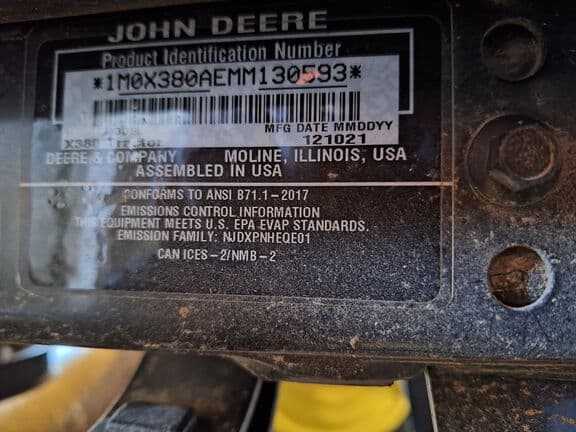 JOHN DEERE
Product Identification Number
*1M0X380AEMM130593*
MFG DATE MMDDYY
X380 Tractor 121021
DEERE & COMPANY MOLINE, ILLINOIS, USA
ASSEMBLED IN USA
CONFORMS TO ANSI B71.1-2017
EMISSIONS CONTROL INFORMATION
THIS EQUIPMENT MEETS U.S. EPA EVAP STANDARDS.
EMISSION FAMILY: NJDXPNHEQE01
CAN ICES-2/NMB-2